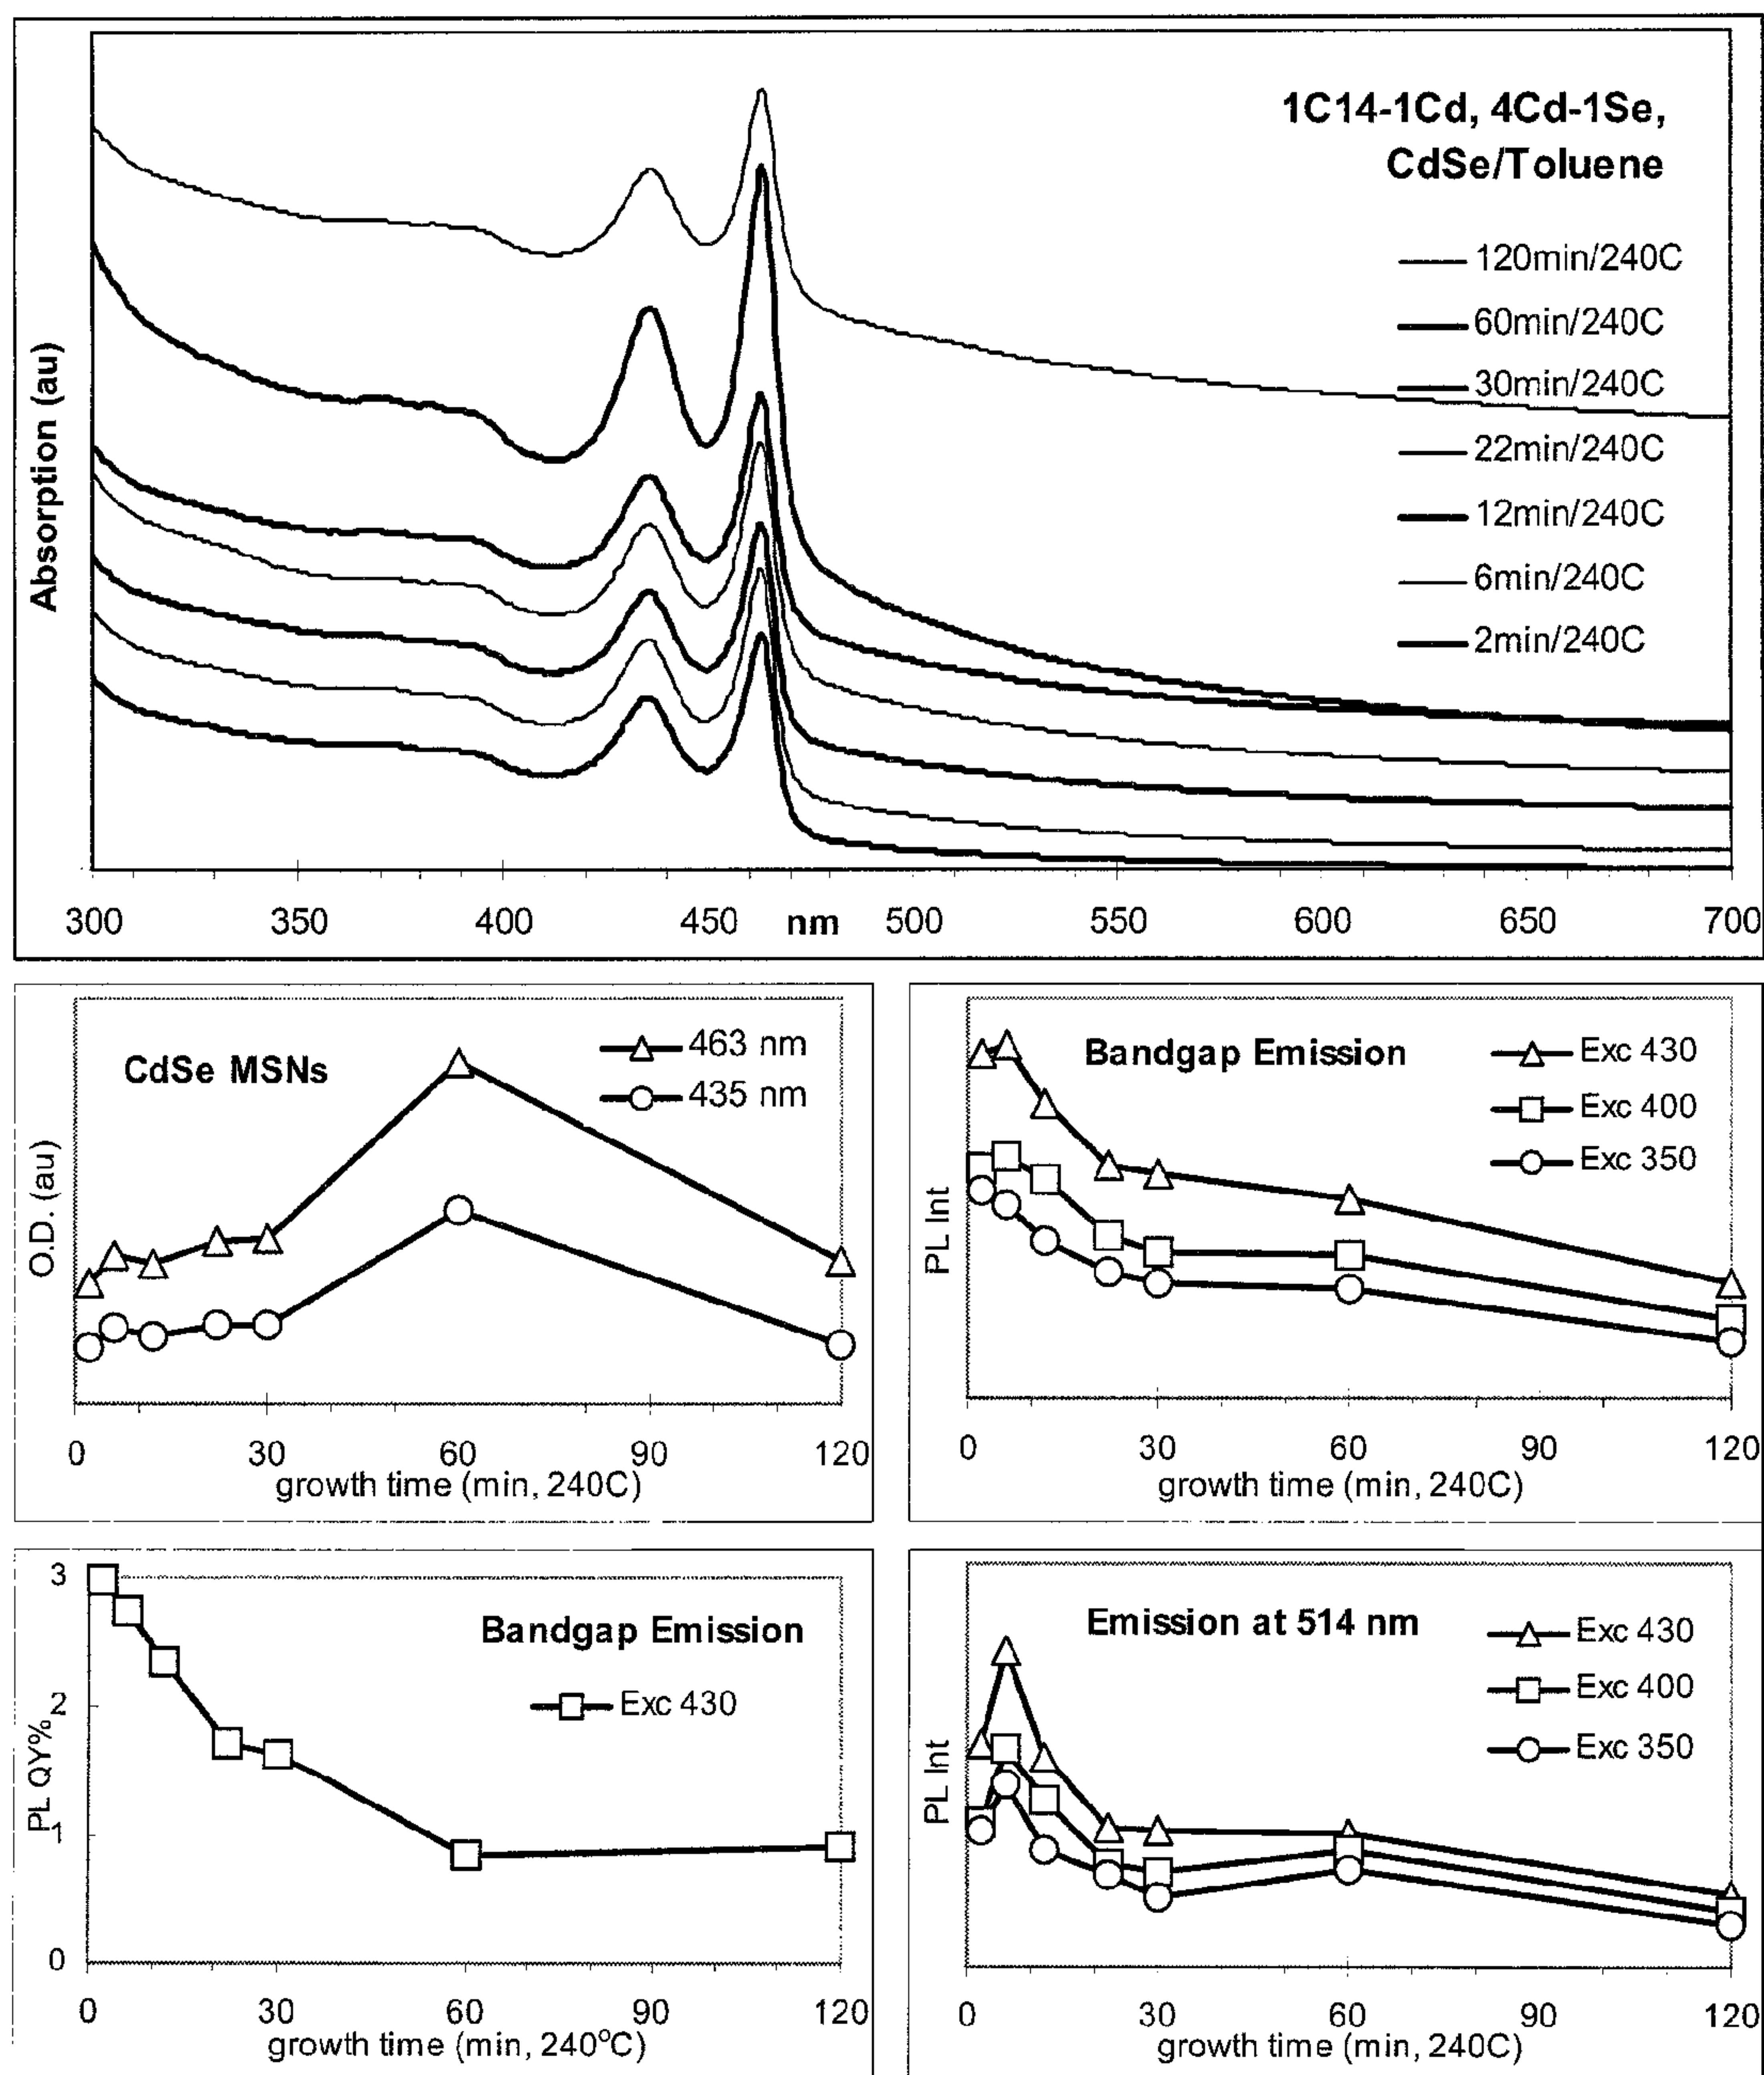 1C14-1Cd, 4Cd-1Se,
CdSe/Toluene
120min/240C
60min/240C
30min/240C
22min/240C
12min/240C
6min/240C
2min/240C
Absorption (au)
300 350 400 450 nm 500 550 600 650 700
CdSe MSNs
463 nm
435 nm
O.D. (au)
0 30 60 90 120
growth time (min, 240C)
Bandgap Emission
Exc 430
Exc 400
Exc 350
PL Int
0 30 60 90 120
growth time (min, 240C)
3
2
1
0
Bandgap Emission
Exc 430
PL QY%
0 30 60 90 120
growth time (min, 240°C)
Emission at 514 nm
Exc 430
Exc 400
Exc 350
PL Int
0 30 60 90 120
growth time (min, 240C)